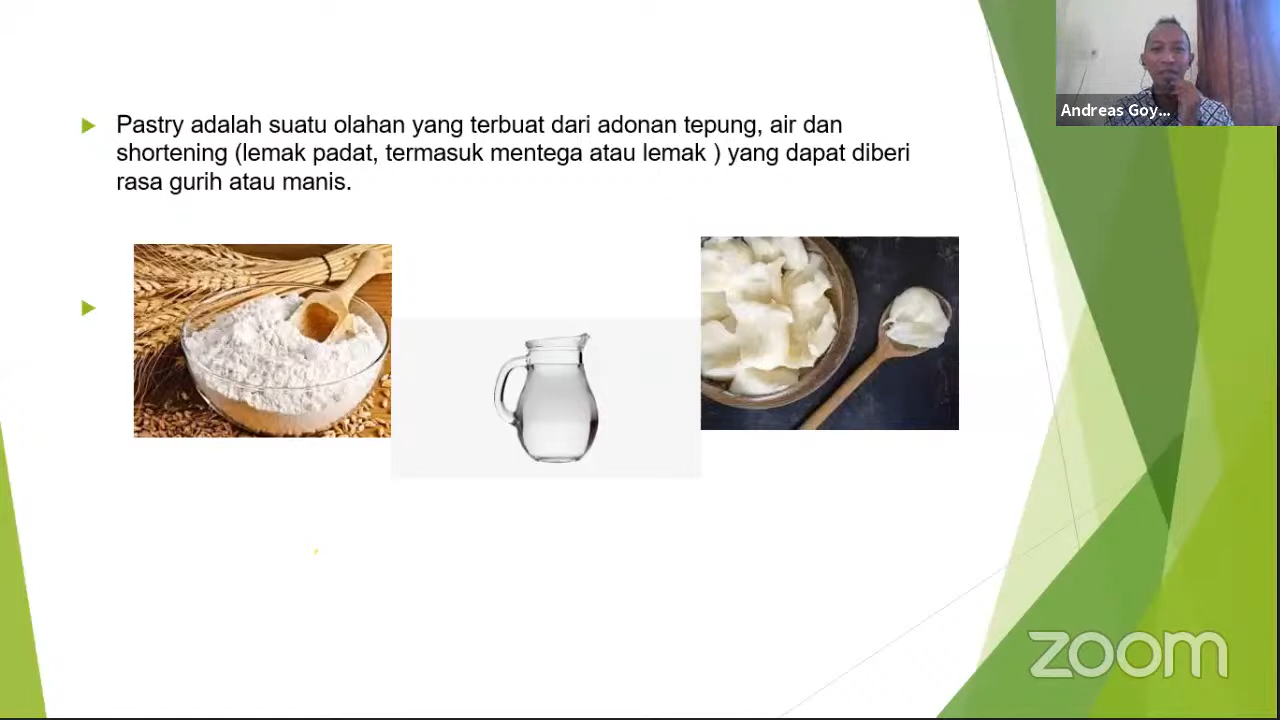 Pastry adalah suatu olahan yang terbuat dari adonan tepung, air dan
shortening (lemak padat, termasuk mentega atau lemak ) yang dapat diberi
rasa gurih atau manis.
Andreas Goy...
zoom